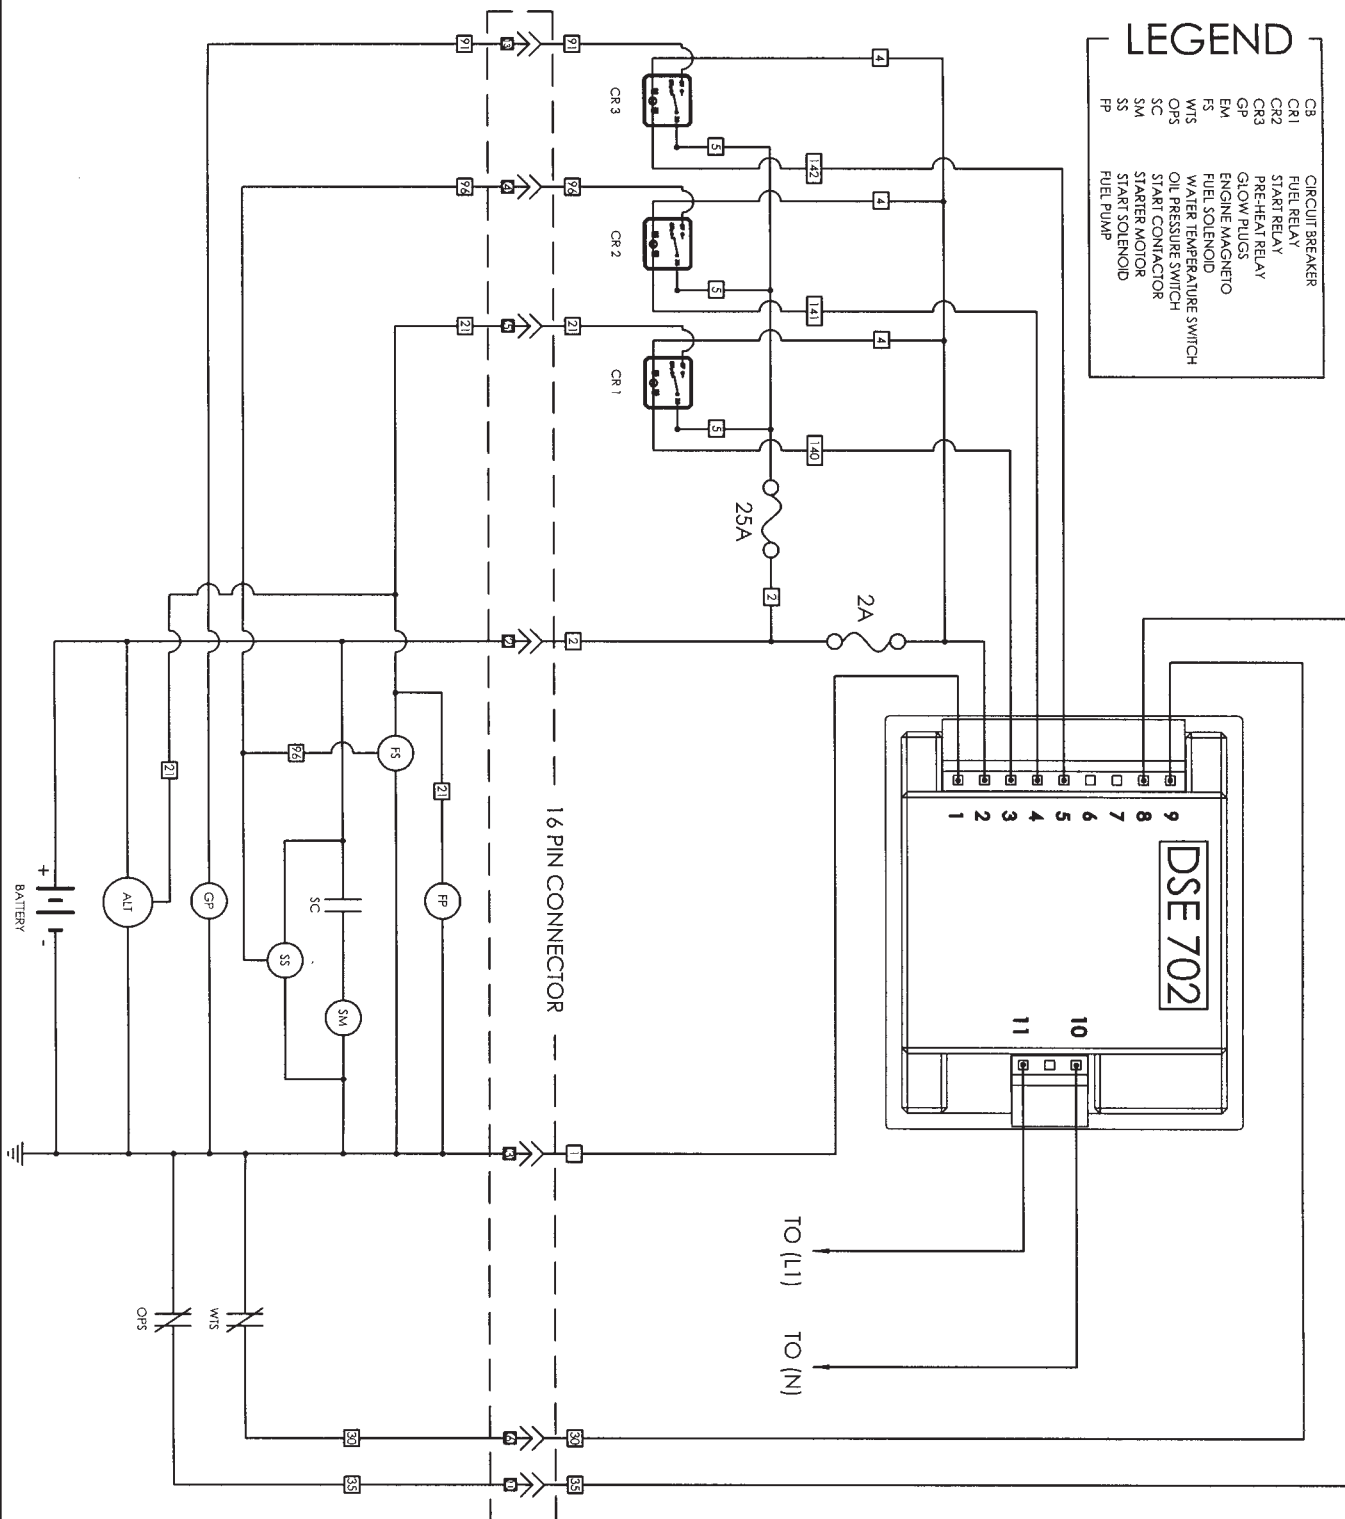 LEGEND
CB CIRCUIT BREAKER
CR1 FUEL RELAY
CR2 START RELAY
CR3 PRE-HEAT RELAY
GP GLOW PLUGS
EM ENGINE MAGNETO
FS FUEL SOLENOID
WTS WATER TEMPERATURE SWITCH
OPS OIL PRESSURE SWITCH
SC START CONTACTOR
SM STARTER MOTOR
SS START SOLENOID
FP FUEL PUMP
91
91
4
CR 3
5
142
96
4
96
4
CR 2
5
141
21
5
21
4
CR 1
5
140
25A
2
2A
2
2
DSE 702
1
2
3
4
5
6
7
8
9
10
11
21
96
FS
21
FP
16 PIN CONNECTOR
+
-
BATTERY
ALT
GP
SC
SS
SM
3
1
TO (L1)
TO (N)
OPS
WTS
30
6
30
35
35